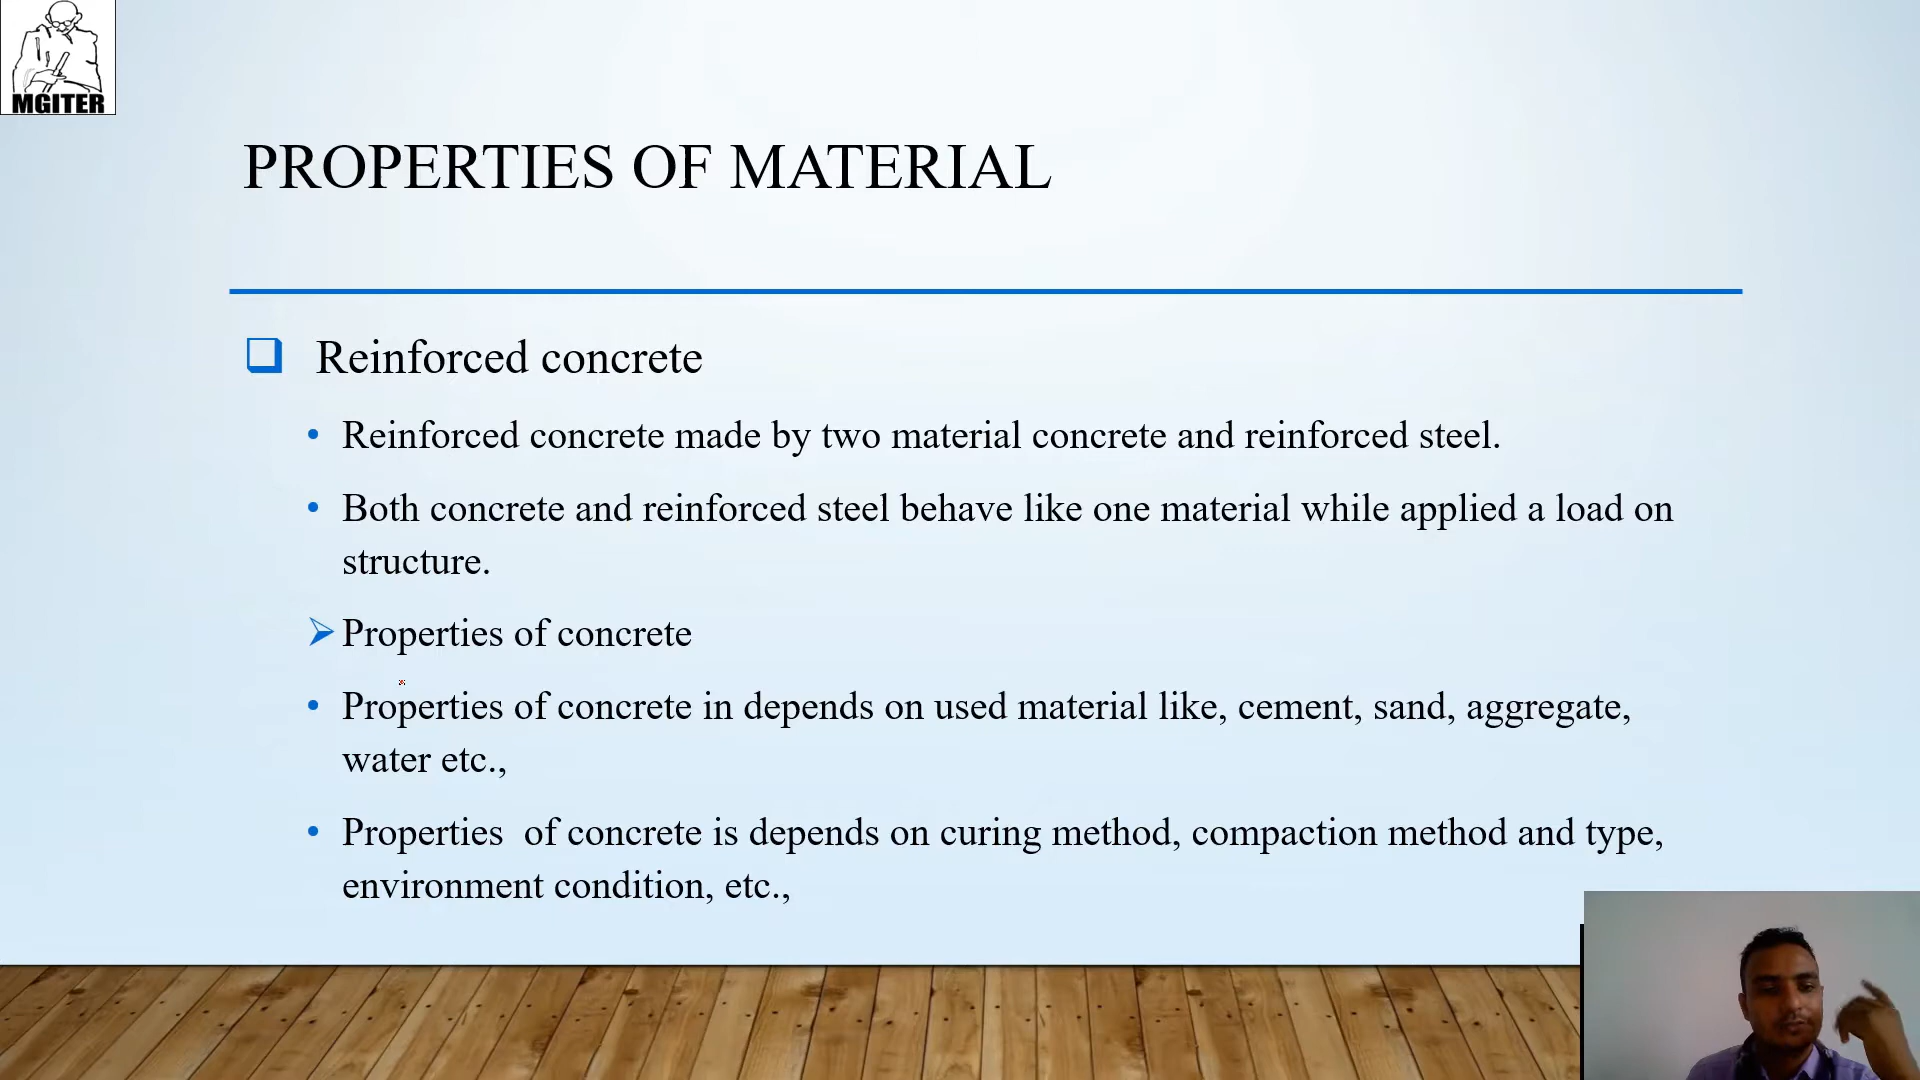 MGITER
PROPERTIES OF MATERIAL
Reinforced concrete
Reinforced concrete made by two material concrete and reinforced steel.
Both concrete and reinforced steel behave like one material while applied a load on
structure.
Properties of concrete
Properties of concrete in depends on used material like, cement, sand, aggregate,
water etc.,
Properties  of concrete is depends on curing method, compaction method and type,
environment condition, etc.,